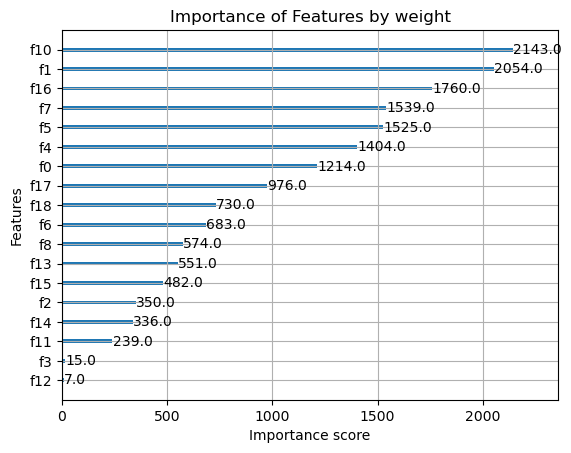 Importance of Features by weight
f10 2143.0
f1 2054.0
f16 1760.0
f7 1539.0
f5 1525.0
f4 1404.0
f0 1214.0
f17 976.0
f18 730.0
f6 683.0
f8 574.0
f13 551.0
f15 482.0
f2 350.0
f14 336.0
f11 239.0
f3 15.0
f12 7.0
Features
0 500 1000 1500 2000
Importance score